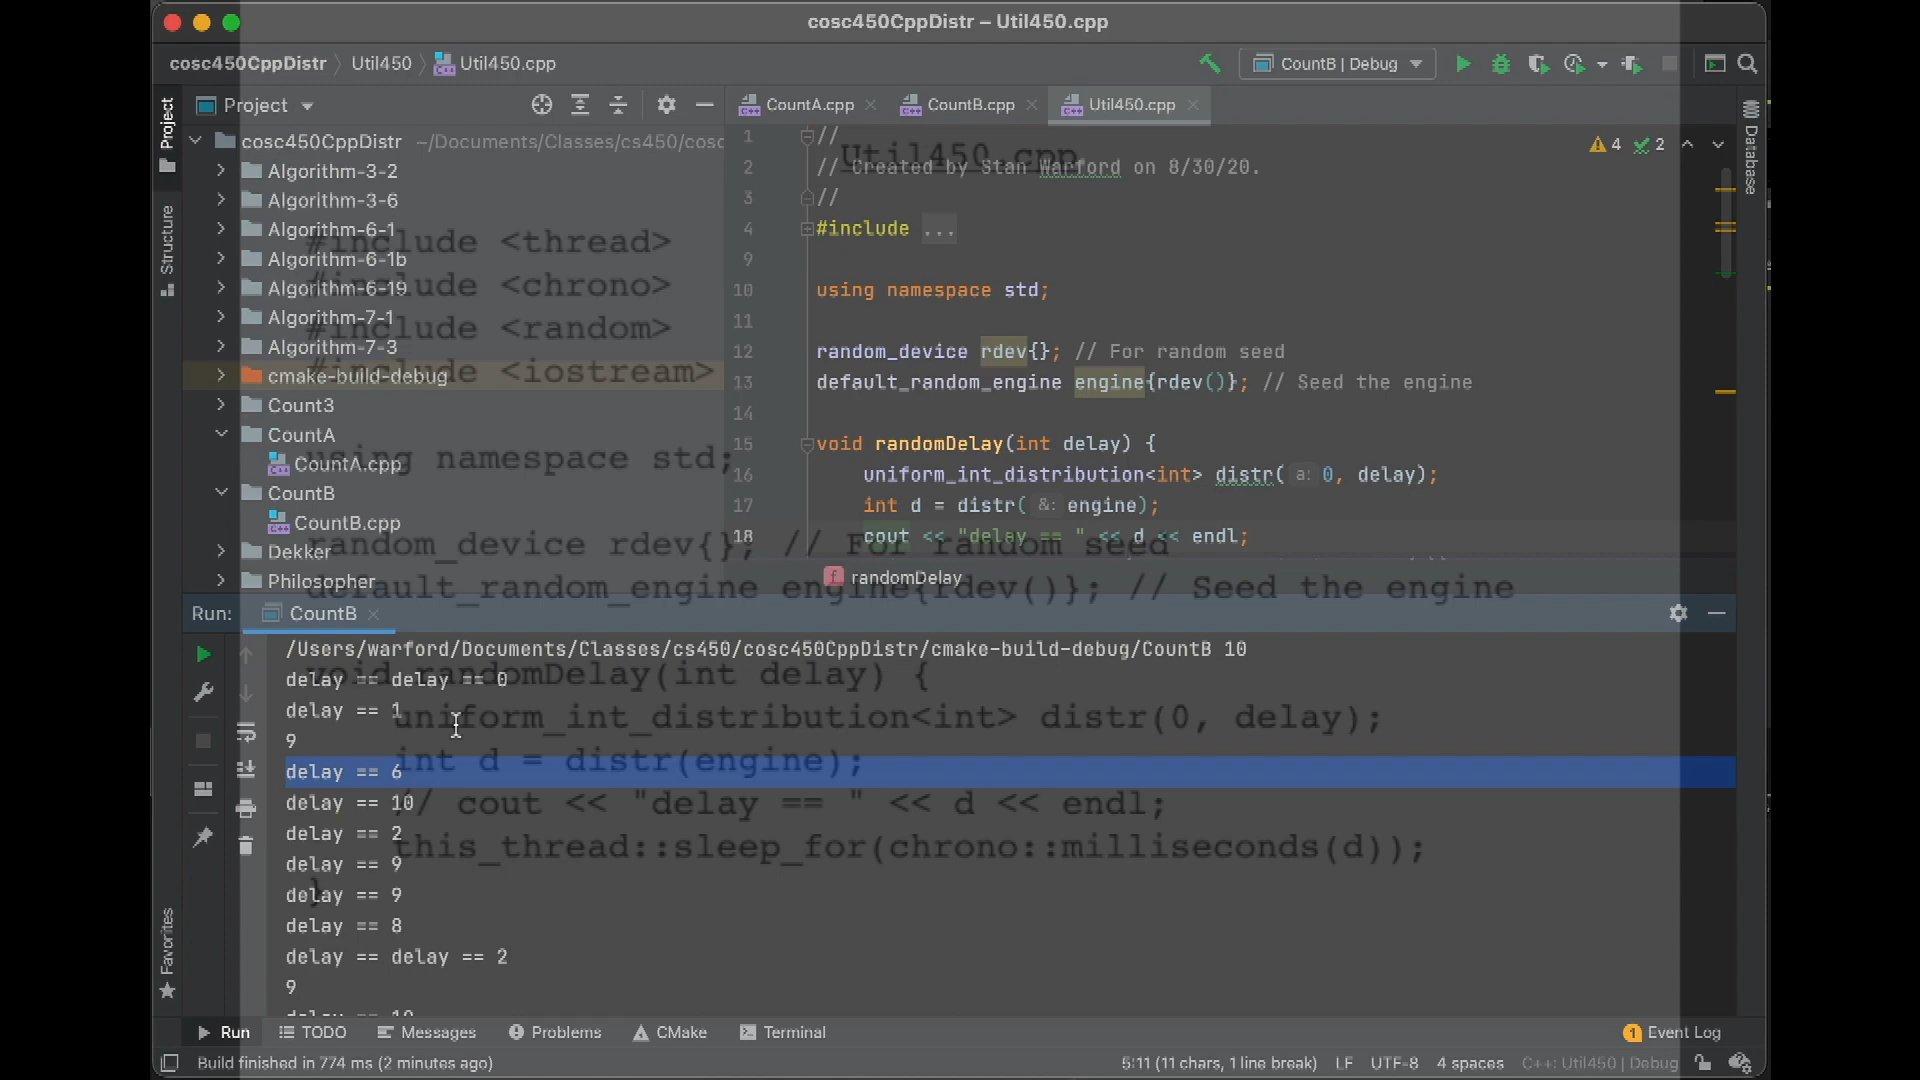 cosc450CppDistr – Util450.cpp
cosc450CppDistr Util450 Util450.cpp
CountB | Debug
Project
CountA.cpp CountB.cpp Util450.cpp
Project
Structure
Favorites
Database
cosc450CppDistr ~/Documents/Classes/cs450/cosc
Algorithm-3-2
Algorithm-3-6
Algorithm-6-1
Algorithm-6-1b
Algorithm-6-19
Algorithm-7-1
Algorithm-7-3
cmake-build-debug
Count3
CountA
CountA.cpp
CountB
CountB.cpp
Dekker
Philosopher
4 2
1 //
2 // Created by Stan Warford on 8/30/20.
3 //
4 #include ...
9
10 using namespace std;
11
12 random_device rdev{}; // For random seed
13 default_random_engine engine{rdev()}; // Seed the engine
14
15 void randomDelay(int delay) {
16 uniform_int_distribution<int> distr( a: 0, delay);
17 int d = distr( &: engine);
18 cout << "delay == " << d << endl;
randomDelay
Util450.cpp
#include <thread>
#include <chrono>
#include <random>
#include <iostream>
using namespace std;
random_device rdev{}; // For random seed
default_random_engine engine{rdev()}; // Seed the engine
void randomDelay(int delay) {
uniform_int_distribution<int> distr(0, delay);
int d = distr(engine);
// cout << "delay == " << d << endl;
this_thread::sleep_for(chrono::milliseconds(d));
}
Run: CountB
/Users/warford/Documents/Classes/cs450/cosc450CppDistr/cmake-build-debug/CountB 10
delay == delay == 0
delay == 1
9
delay == 6
delay == 10
delay == 2
delay == 9
delay == 9
delay == 8
delay == delay == 2
9
Run TODO Messages Problems CMake Terminal
1 Event Log
Build finished in 774 ms (2 minutes ago)
5:11 (11 chars, 1 line break) LF UTF-8 4 spaces C++: Util450 | Debug